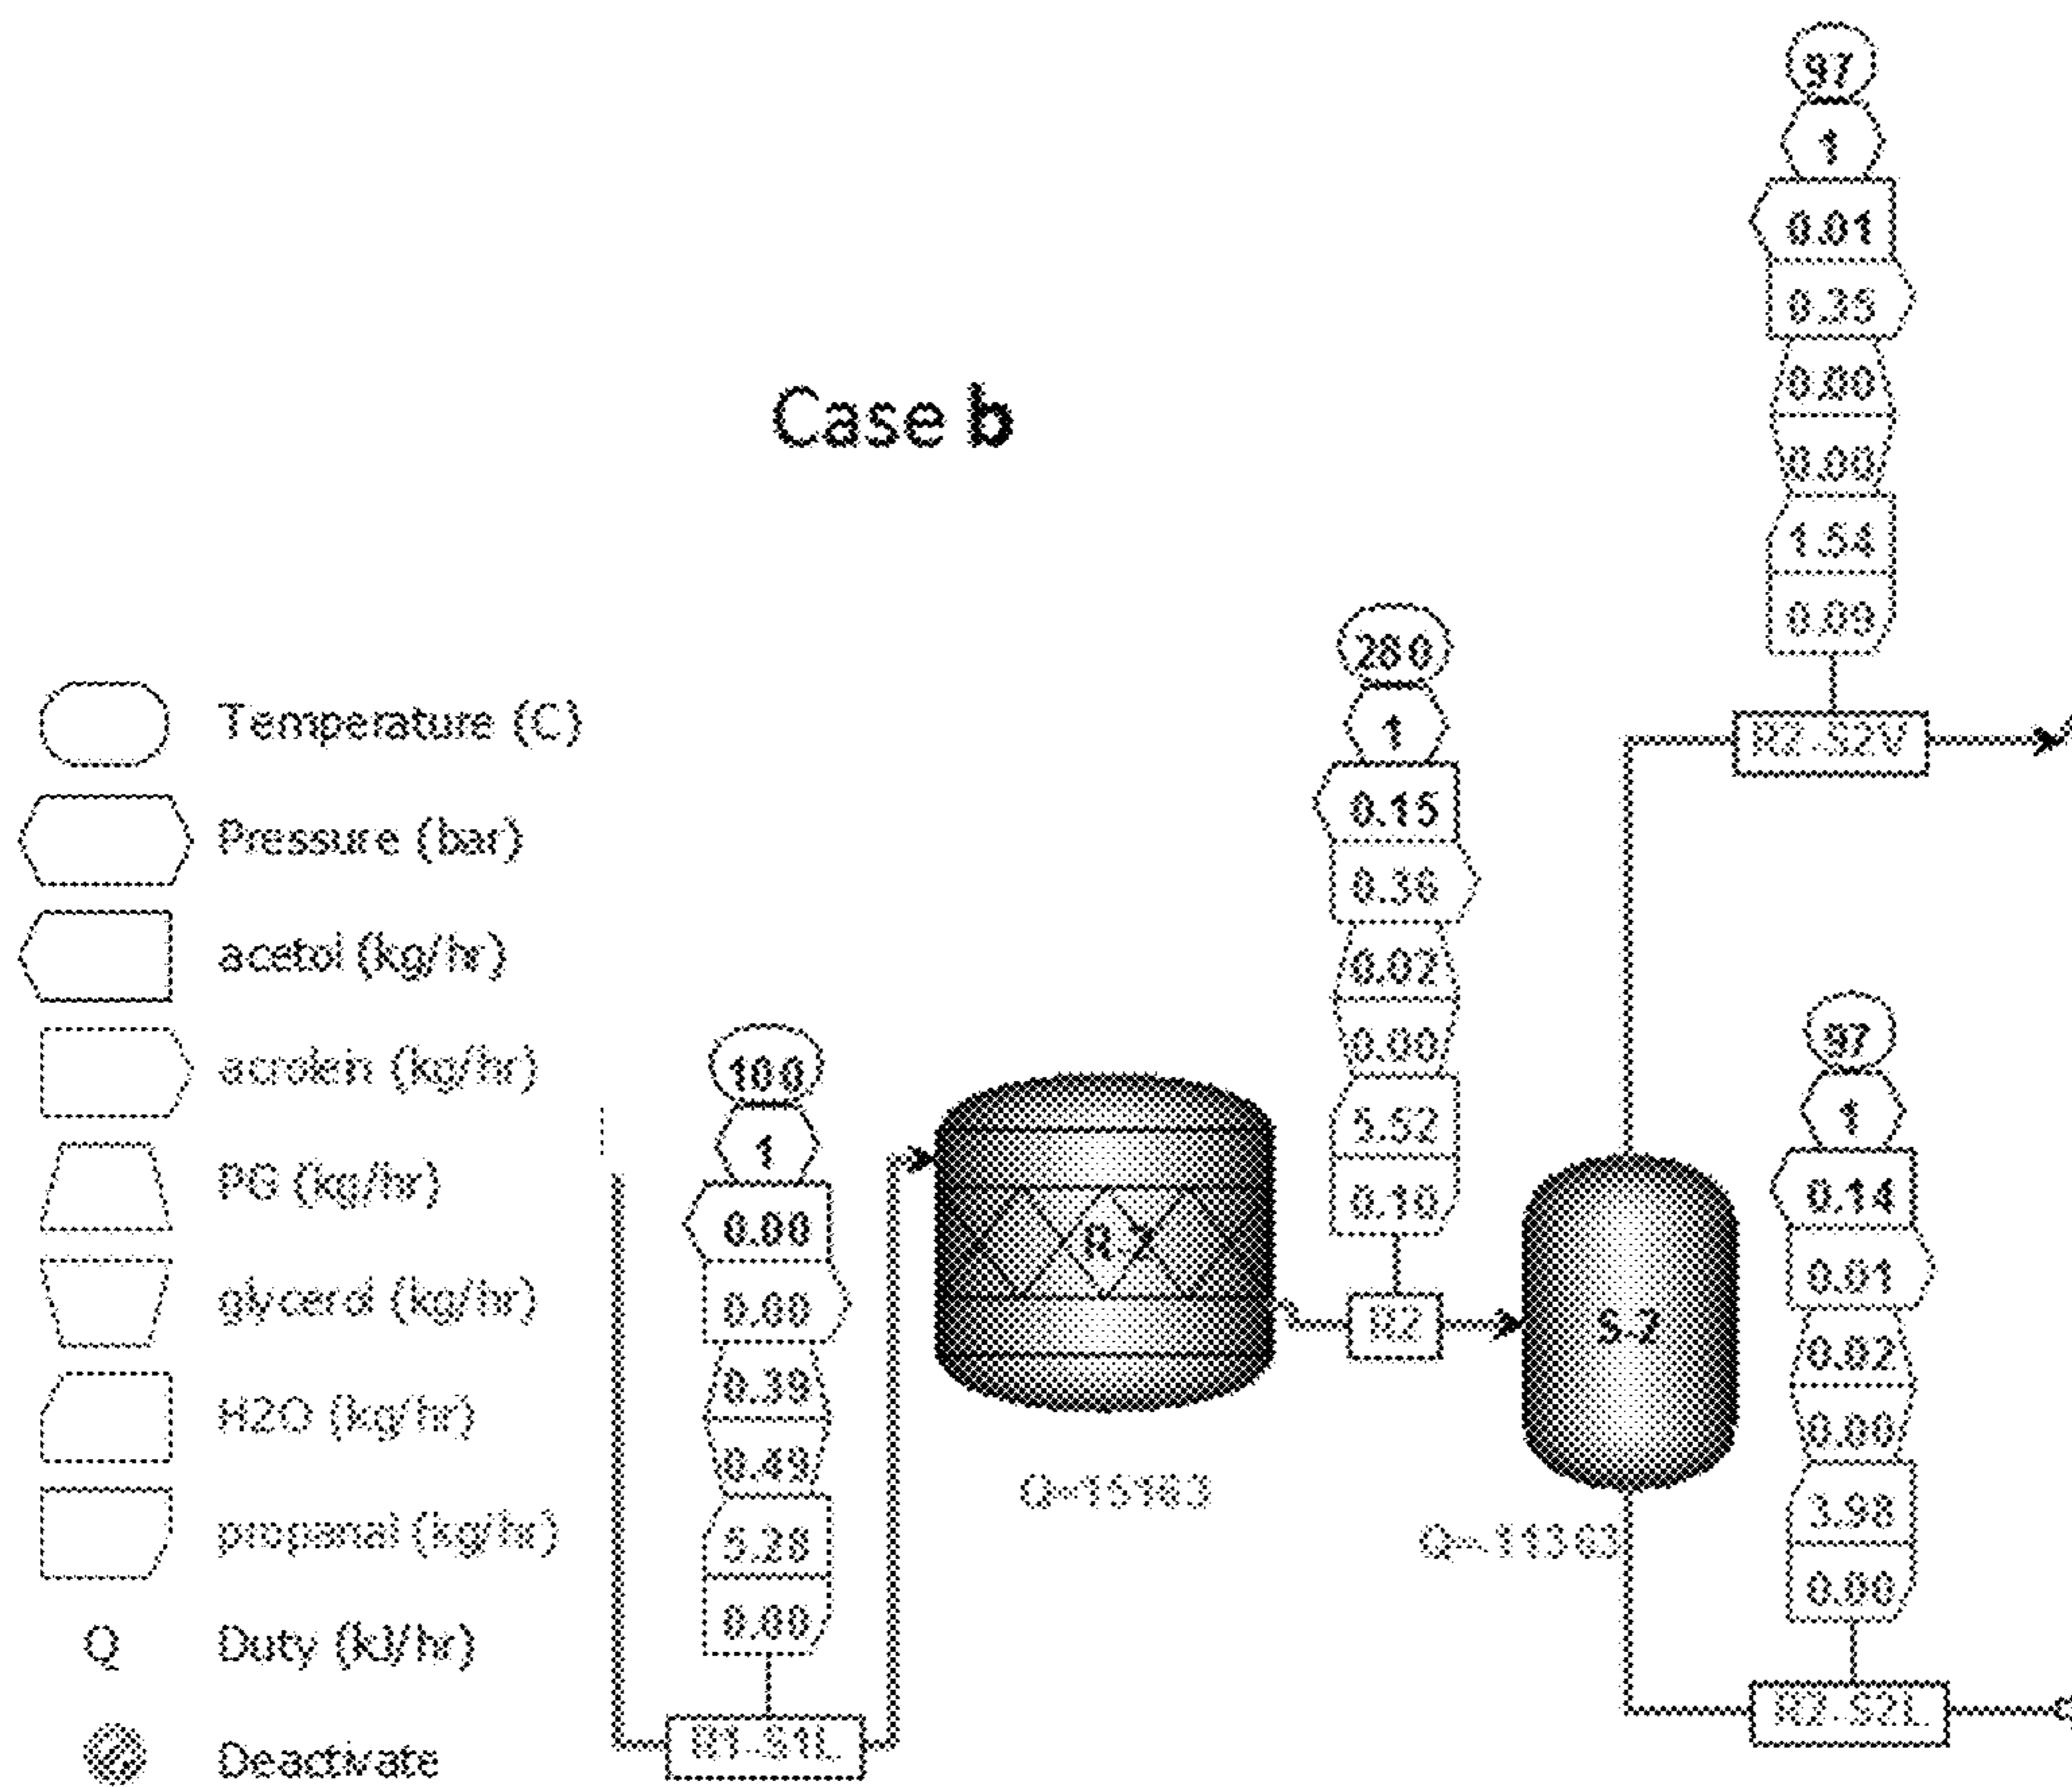 Case b
Temperature (C)
Pressure (bar)
acetol (kg/hr)
acrolein (kg/hr)
PG (kg/hr)
glycerol (kg/hr)
H2O (kg/hr)
propanal (kg/hr)
Q Duty (kJ/hr)
Deactivate
100
1
0.00
0.00
0.39
0.49
5.28
0.00
R1-S1L
R-2
Q=15183
280
1
0.15
0.36
0.02
0.00
5.52
0.10
R2
S-2
Q=-11363
97
1
0.01
0.35
0.00
0.00
1.54
0.09
R2-S2V
97
1
0.14
0.01
0.02
0.00
3.98
0.00
R2-S2L